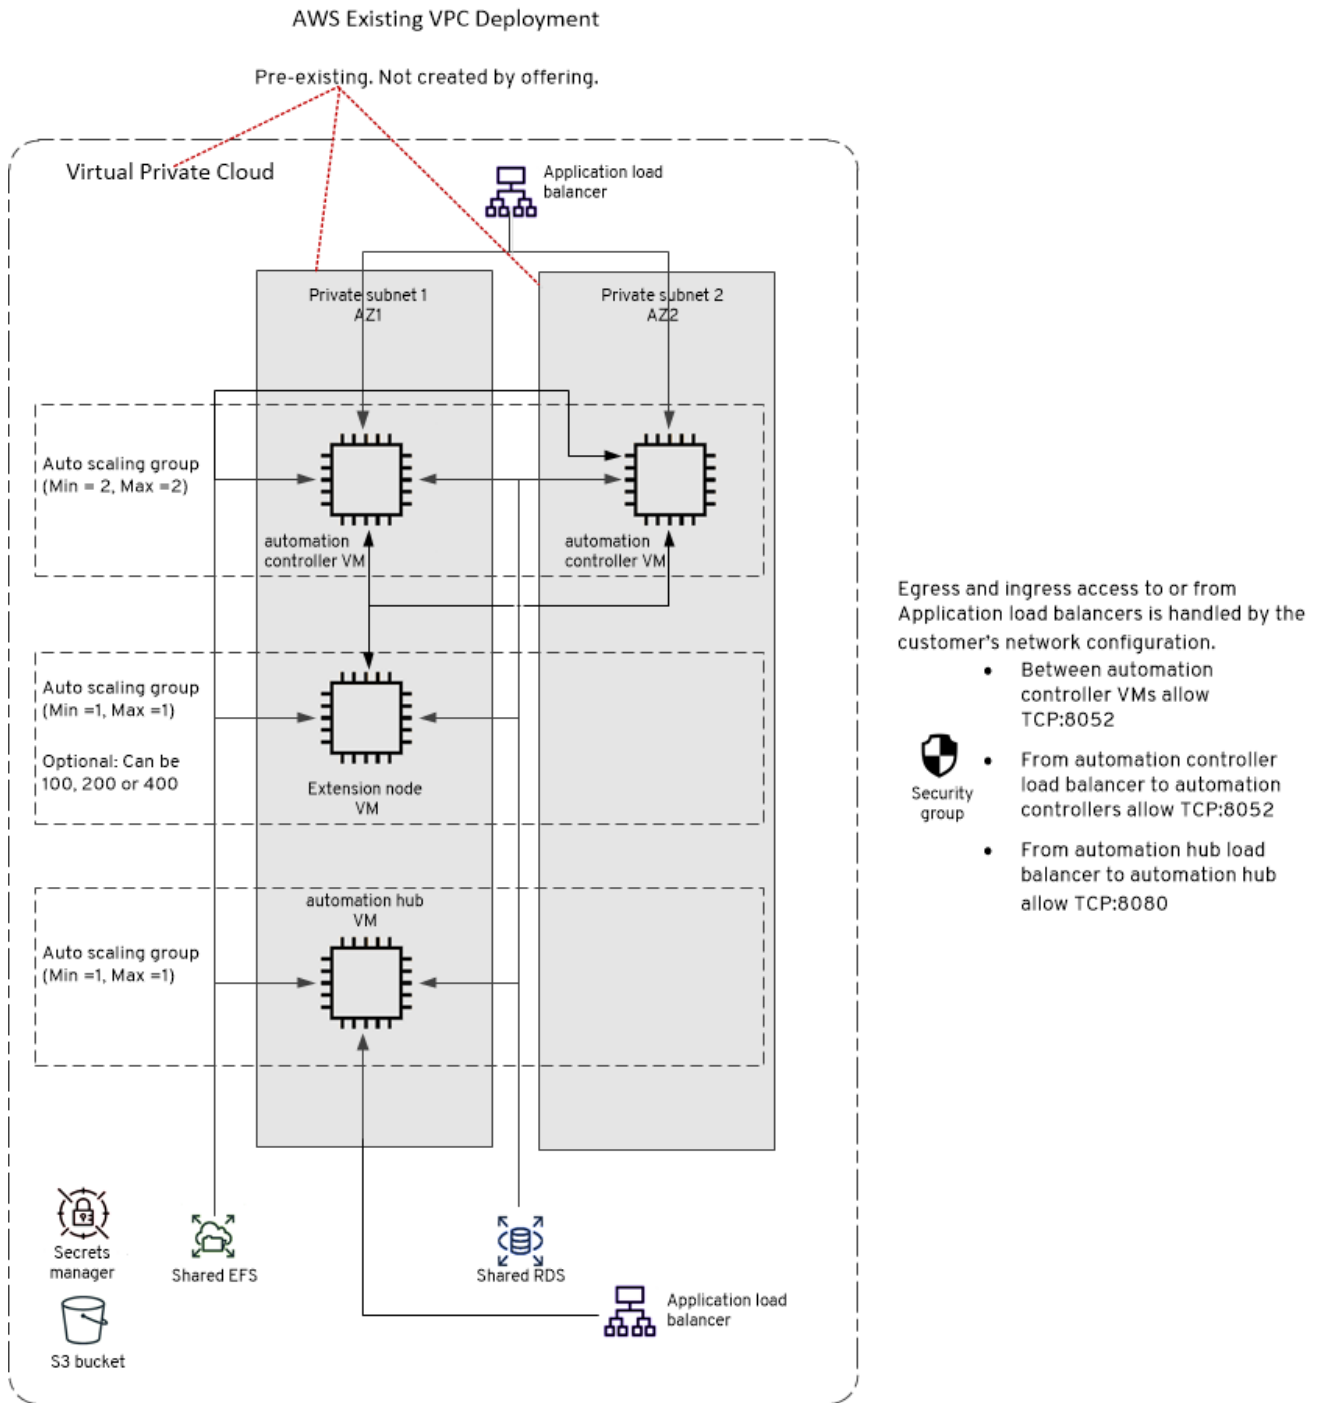 AWS Existing VPC Deployment
Pre-existing. Not created by offering.
Virtual Private Cloud
Application load
balancer
Private subnet 1
AZ1
Private subnet 2
AZ2
Auto scaling group
(Min = 2, Max =2)
automation
controller VM
automation
controller VM
Auto scaling group
(Min =1, Max =1)
Optional: Can be
100, 200 or 400
Extension node
VM
automation hub
VM
Auto scaling group
(Min =1, Max =1)
Secrets
manager
Shared EFS
Shared RDS
Application load
balancer
S3 bucket
Egress and ingress access to or from
Application load balancers is handled by the
customer's network configuration.
• Between automation
controller VMs allow
TCP:8052
Security
group
• From automation controller
load balancer to automation
controllers allow TCP:8052
• From automation hub load
balancer to automation hub
allow TCP:8080